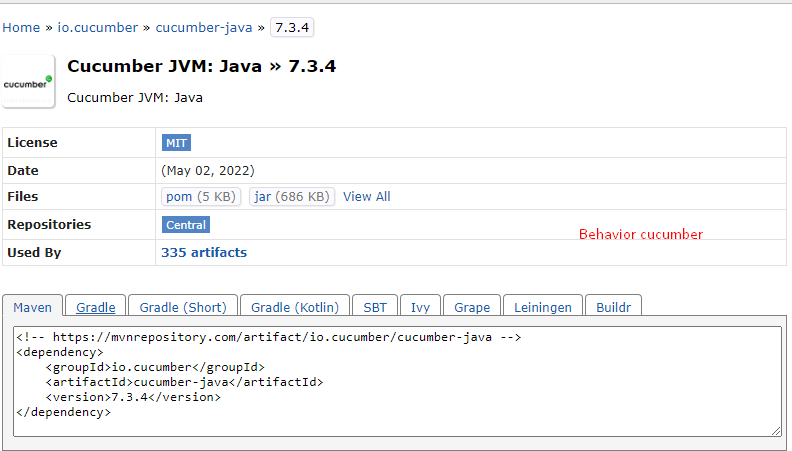 Home » io.cucumber » cucumber-java » 7.3.4
cucumber
Cucumber JVM: Java » 7.3.4
Cucumber JVM: Java
License MIT
Date (May 02, 2022)
Files pom (5 KB) jar (686 KB) View All
Repositories Central
Behavior cucumber
Used By 335 artifacts
Maven Gradle Gradle (Short) Gradle (Kotlin) SBT Ivy Grape Leiningen Buildr
<!-- https://mvnrepository.com/artifact/io.cucumber/cucumber-java -->
<dependency>
    <groupId>io.cucumber</groupId>
    <artifactId>cucumber-java</artifactId>
    <version>7.3.4</version>
</dependency>